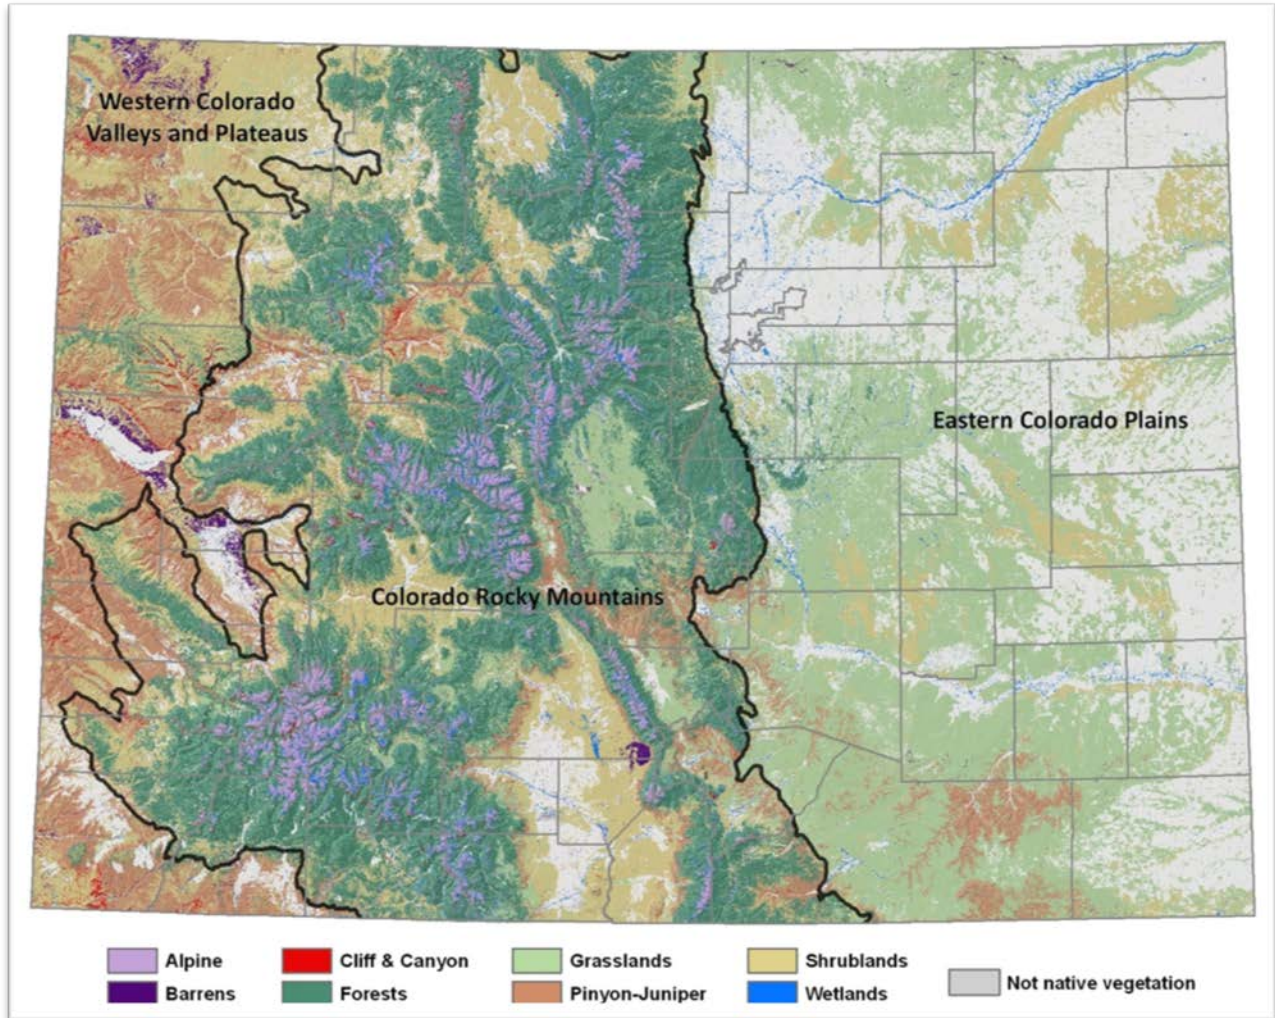 Western Colorado
Valleys and Plateaus
Eastern Colorado Plains
Colorado Rocky Mountains
Alpine
Cliff & Canyon
Grasslands
Shrublands
Not native vegetation
Barrens
Forests
Pinyon-Juniper
Wetlands